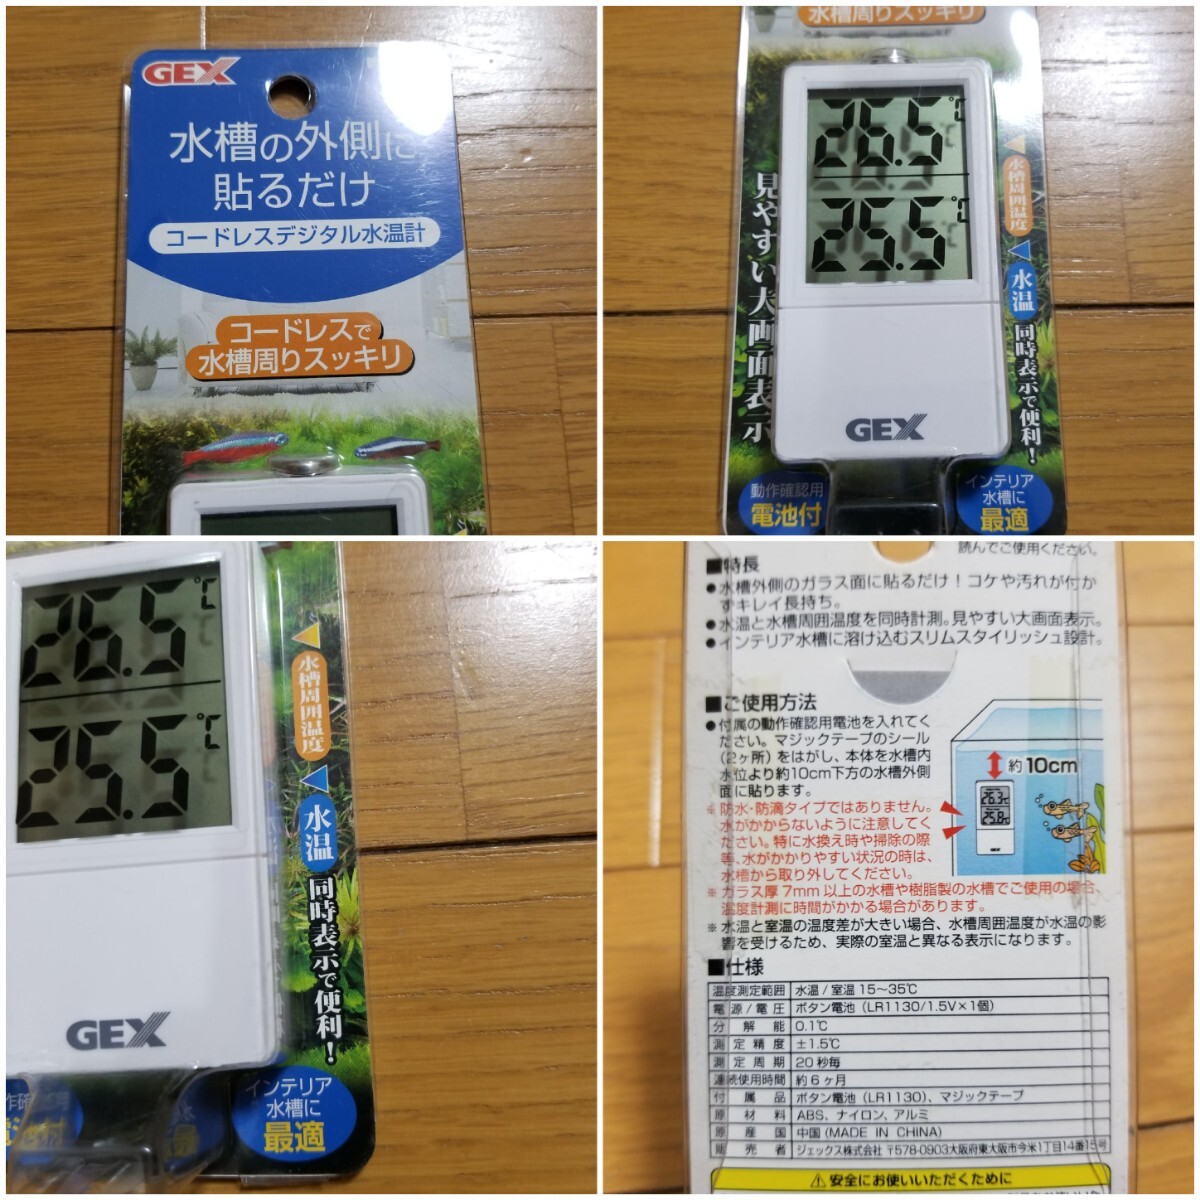 GEX
水槽の外側に
貼るだけ
コードレスデジタル水温計
コードレスで
水槽周りスッキリ
水槽周りスッキリ
26.5℃
25.5℃
水槽周囲温度
水温
同時表示で便利!
見やすい大画面表示
GEX
動作確認用
電池付
インテリア
水槽に
最適
26.5℃
25.5℃
水槽周囲温度
水温
同時表示で便利!
GEX
インテリア
水槽に
最適
読んでご使用ください。
■特長
●水槽外側のガラス面に貼るだけ!コケや汚れが付か
ずキレイ長持ち。
●水温と水槽周囲温度を同時計測。見やすい大画面表示。
●インテリア水槽に溶け込むスリムスタイリッシュ設計。
■ご使用方法
●付属の動作確認用電池を入れてく
ださい。マジックテープのシール
(2ヶ所)をはがし、本体を水槽内
水位より約10cm下方の水槽外側
面に貼ります。
※防水・防滴タイプではありません。
水がかからないように注意してく
ださい。特に水換え時や掃除の際
等、水がかかりやすい状況の時は、
水槽から取り外してください。
※ガラス厚7mm以上の水槽や樹脂製の水槽でご使用の場合、
温度計測に時間がかかる場合があります。
※水温と室温の温度差が大きい場合、水槽周囲温度が水温の影
響を受けるため、実際の室温と異なる表示になります。
約10cm
26.3℃
25.8℃
GEX
■仕様
温度測定範囲 水温/室温 15〜35℃
電源/電圧 ボタン電池(LR1130/1.5V×1個)
分解能 0.1℃
測定精度 ±1.5℃
測定周期 20秒毎
連続使用時間 約6ヶ月
付属品 ボタン電池(LR1130)、マジックテープ
原材料 ABS、ナイロン、アルミ
原産国 中国(MADE IN CHINA)
販売者 ジェックス株式会社 〒578-0903大阪府東大阪市今米1丁目14番15号
⚠安全にお使いいただくために